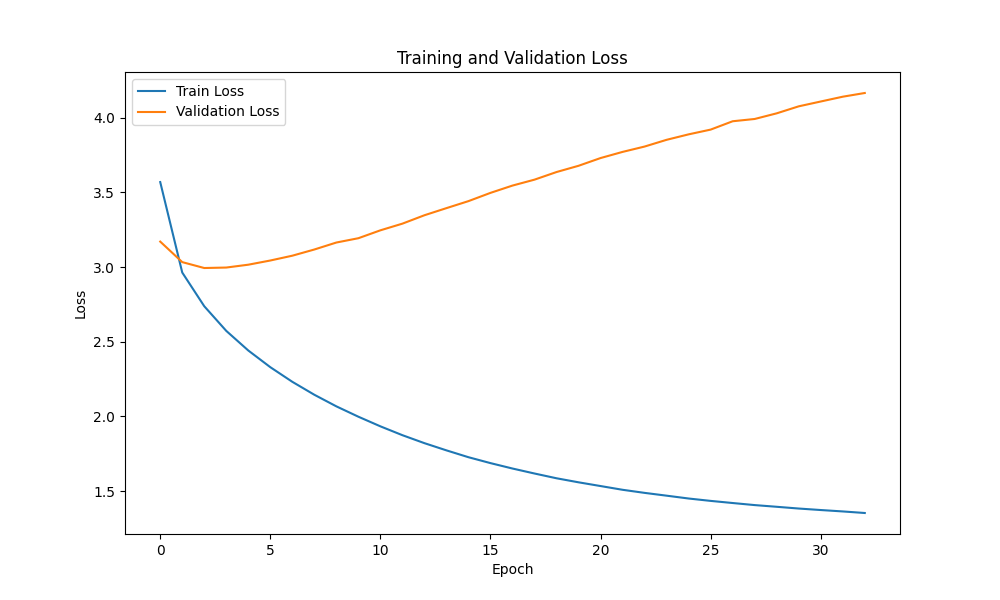 Training and Validation Loss
Train Loss
Validation Loss
4.0
3.5
3.0
2.5
2.0
1.5
Loss
0 5 10 15 20 25 30
Epoch